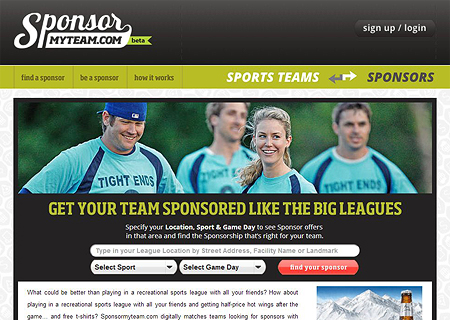 Sponsor
MYTEAM.COM beta
sign up / login
find a sponsor be a sponsor how it works
SPORTS TEAMS SPONSORS
TIGHT ENDS
TIGHT ENDS
GET YOUR TEAM SPONSORED LIKE THE BIG LEAGUES
Specify your Location, Sport & Game Day to see Sponsor offers
in that area and find the Sponsorship that's right for your team.
Type in your League Location by Street Address, Facility Name or Landmark
Select Sport Select Game Day find your sponsor
What could be better than playing in a recreational sports league with all your friends? How about
playing in a recreational sports league with all your friends and getting half-price hot wings after the
game... and free t-shirts? Sponsormyteam.com digitally matches teams looking for sponsors with